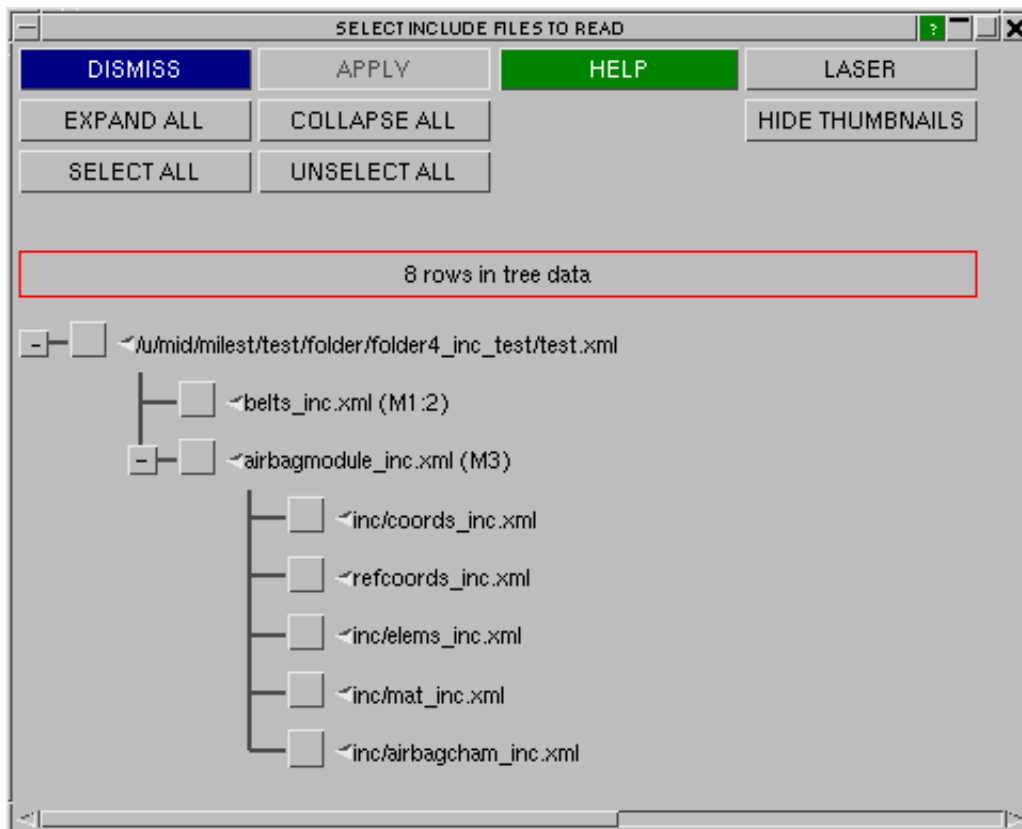 SELECT INCLUDE FILES TO READ
?
DISMISS APPLY HELP LASER
EXPAND ALL COLLAPSE ALL HIDE THUMBNAILS
SELECT ALL UNSELECT ALL
8 rows in tree data
/u/mid/milest/test/folder/folder4_inc_test/test.xml
belts_inc.xml (M1:2)
airbagmodule_inc.xml (M3)
inc/coords_inc.xml
refcoords_inc.xml
inc/elems_inc.xml
inc/mat_inc.xml
inc/airbagcham_inc.xml